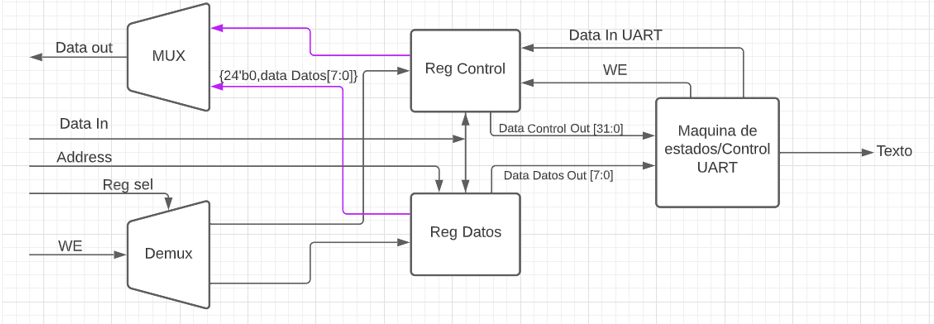 Data out
MUX
{24'b0,data Datos[7:0]}
Data In
Address
Reg sel
WE
Demux
Reg Control
Data In UART
WE
Data Control Out [31:0]
Data Datos Out [7:0]
Reg Datos
Maquina de
estados/Control
UART
Texto